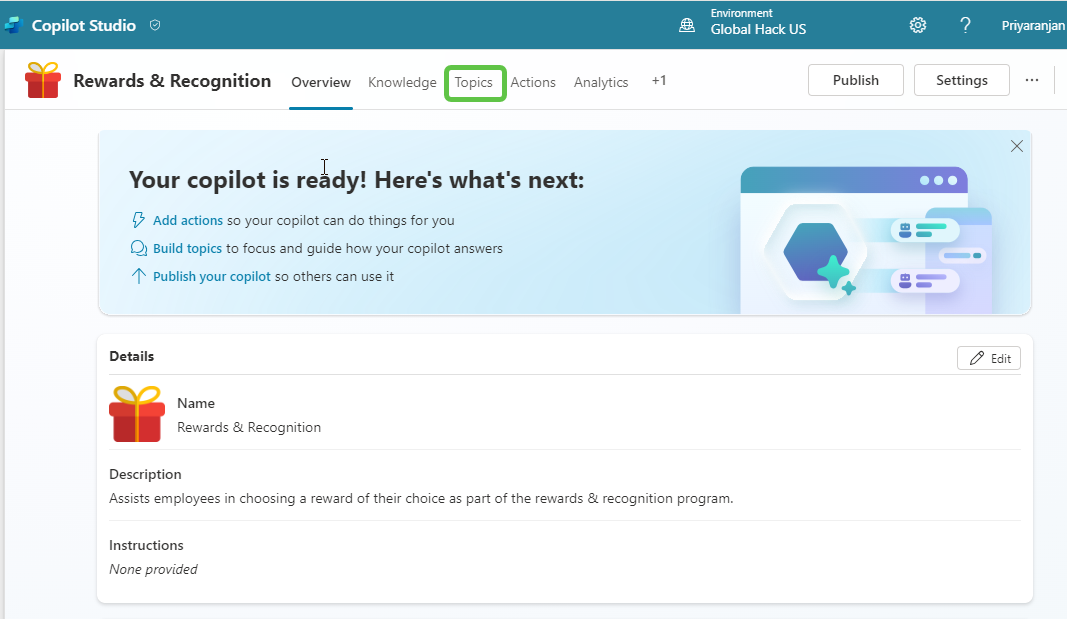 Copilot Studio
Environment
Global Hack US
?
Priyaranjan
Rewards & Recognition
Overview
Knowledge
Topics
Actions
Analytics
+1
Publish
Settings
...
Your copilot is ready! Here's what's next:
Add actions so your copilot can do things for you
Build topics to focus and guide how your copilot answers
Publish your copilot so others can use it
Details
Edit
Name
Rewards & Recognition
Description
Assists employees in choosing a reward of their choice as part of the rewards & recognition program.
Instructions
None provided